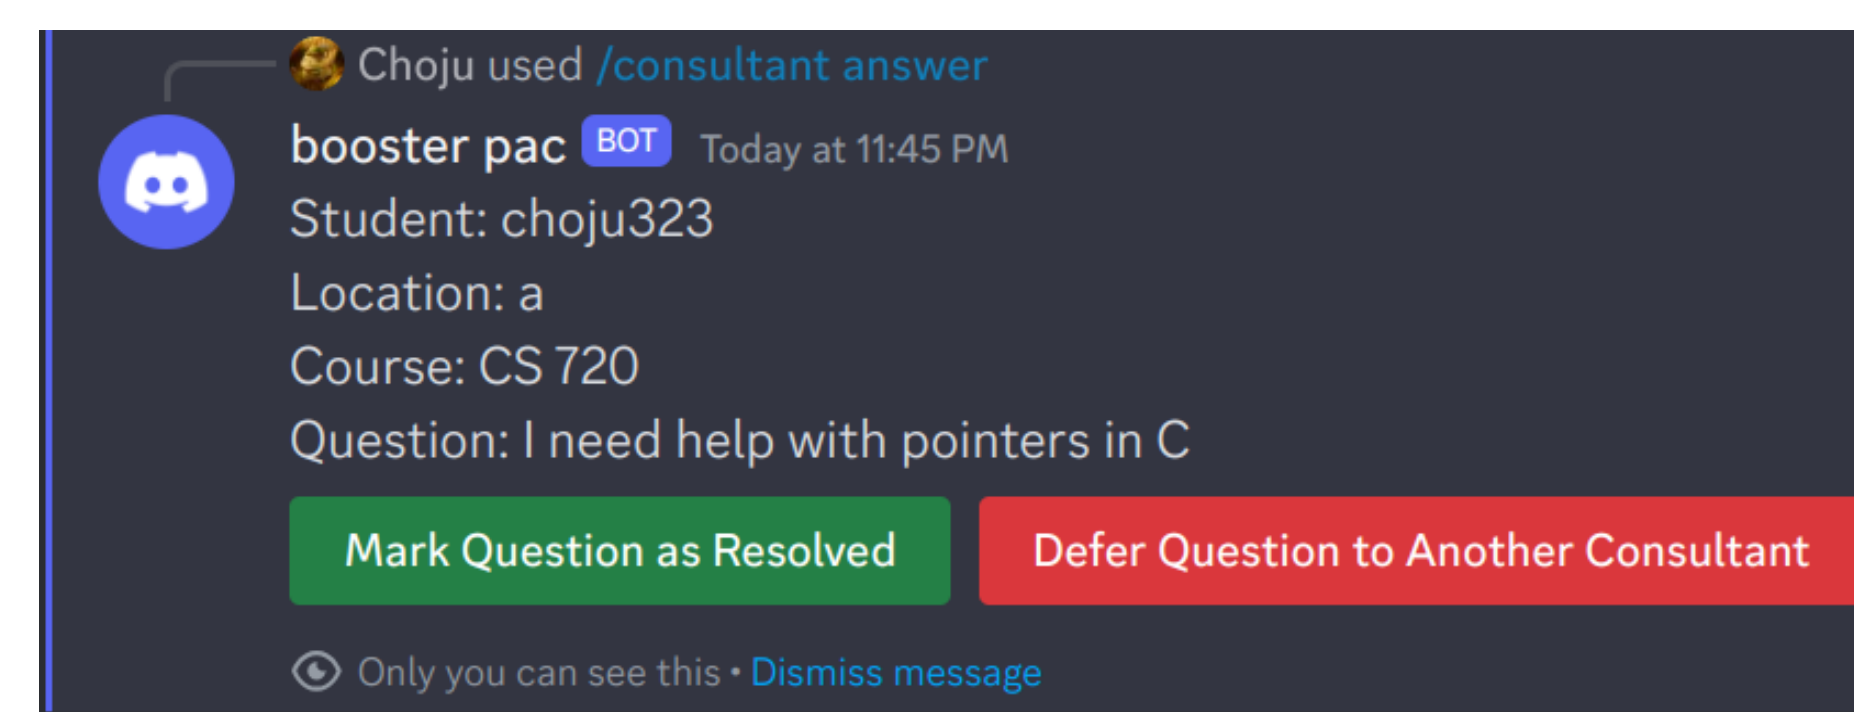 Choju used /consultant answer
booster pac BOT Today at 11:45 PM
Student: choju323
Location: a
Course: CS 720
Question: I need help with pointers in C
Mark Question as Resolved Defer Question to Another Consultant
Only you can see this • Dismiss message